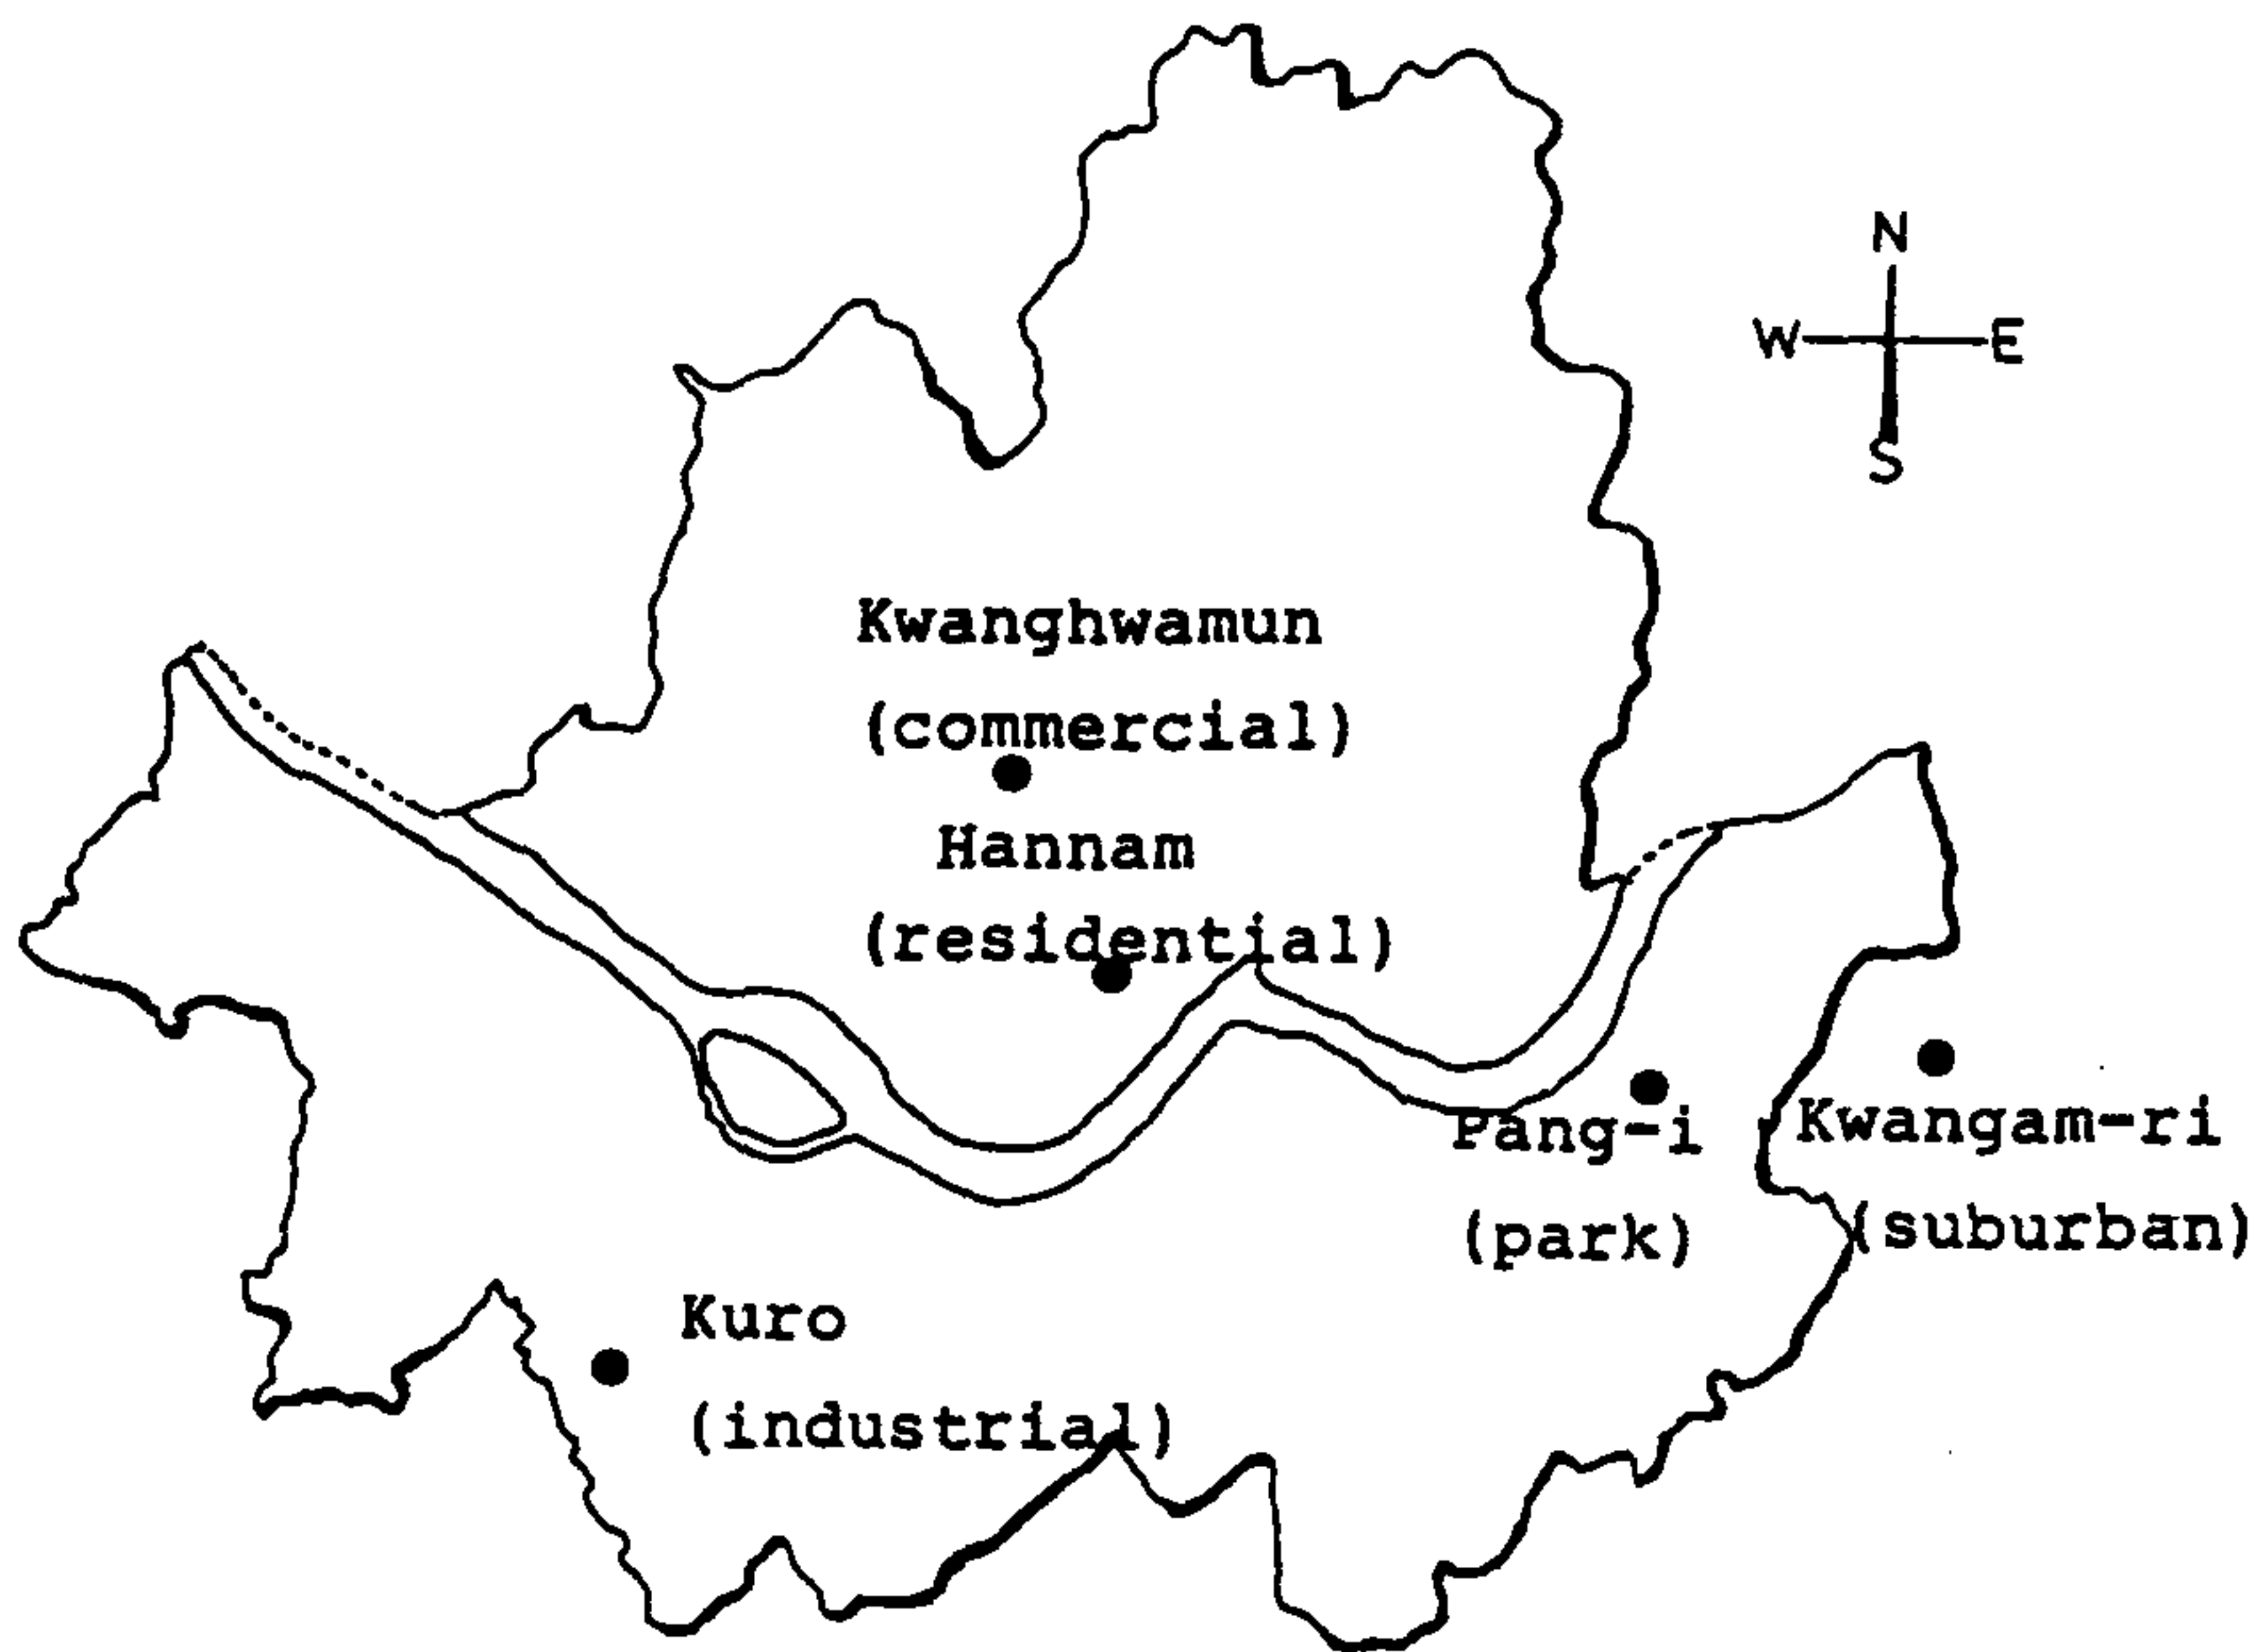 N
W E
S
Kwanghwamun
(commercial)
Hannam
(residential)
Pang-i
(park)
Kwangam-ri
(suburban)
Kuro
(industrial)